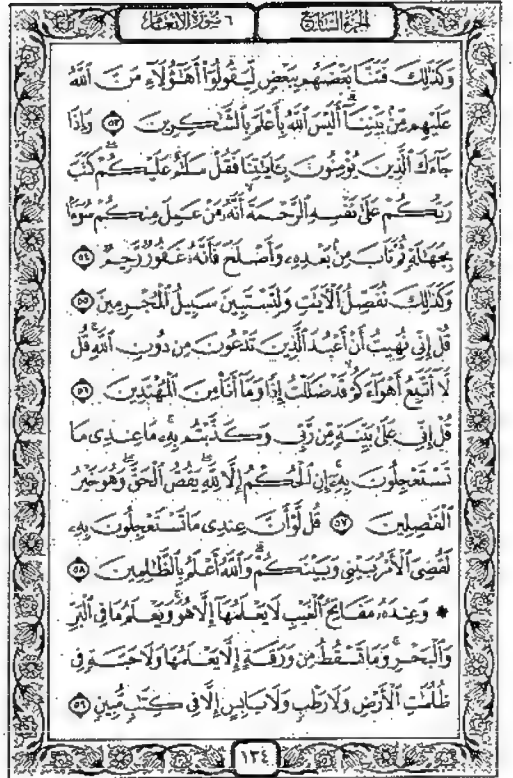 الجزء السابع
٦ سورة الأنعام
وَكَذَٰلِكَ فَتَنَّا بَعْضَهُم بِبَعْضٍ لِّيَقُولُوٓا۟ أَهَٰٓؤُلَآءِ مَنَّ ٱللَّهُ
عَلَيْهِم مِّنۢ بَيْنِنَآ ۗ أَلَيْسَ ٱللَّهُ بِأَعْلَمَ بِٱلشَّٰكِرِينَ ٥٣ وَإِذَا
جَآءَكَ ٱلَّذِينَ يُؤْمِنُونَ بِـَٔايَٰتِنَا فَقُلْ سَلَٰمٌ عَلَيْكُمْ ۖ كَتَبَ
رَبُّكُمْ عَلَىٰ نَفْسِهِ ٱلرَّحْمَةَ ۖ أَنَّهُۥ مَنْ عَمِلَ مِنكُمْ سُوٓءًۢا
بِجَهَٰلَةٍ ثُمَّ تَابَ مِنۢ بَعْدِهِۦ وَأَصْلَحَ فَأَنَّهُۥ غَفُورٌ رَّحِيمٌ ٥٤
وَكَذَٰلِكَ نُفَصِّلُ ٱلْـَٔايَٰتِ وَلِتَسْتَبِينَ سَبِيلُ ٱلْمُجْرِمِينَ ٥٥
قُلْ إِنِّى نُهِيتُ أَنْ أَعْبُدَ ٱلَّذِينَ تَدْعُونَ مِن دُونِ ٱللَّهِ ۚ قُل
لَّآ أَتَّبِعُ أَهْوَآءَكُمْ ۙ قَدْ ضَلَلْتُ إِذًا وَمَآ أَنَا۠ مِنَ ٱلْمُهْتَدِينَ ٥٦
قُلْ إِنِّى عَلَىٰ بَيِّنَةٍ مِّن رَّبِّى وَكَذَّبْتُم بِهِۦ ۚ مَا عِندِى مَا
تَسْتَعْجِلُونَ بِهِۦٓ ۚ إِنِ ٱلْحُكْمُ إِلَّا لِلَّهِ ۖ يَقُصُّ ٱلْحَقَّ ۖ وَهُوَ خَيْرُ
ٱلْفَٰصِلِينَ ٥٧ قُل لَّوْ أَنَّ عِندِى مَا تَسْتَعْجِلُونَ بِهِۦ
لَقُضِىَ ٱلْأَمْرُ بَيْنِى وَبَيْنَكُمْ ۗ وَٱللَّهُ أَعْلَمُ بِٱلظَّٰلِمِينَ ٥٨
۞ وَعِندَهُۥ مَفَاتِحُ ٱلْغَيْبِ لَا يَعْلَمُهَآ إِلَّا هُوَ ۚ وَيَعْلَمُ مَا فِى ٱلْبَرِّ
وَٱلْبَحْرِ ۚ وَمَا تَسْقُطُ مِن وَرَقَةٍ إِلَّا يَعْلَمُهَا وَلَا حَبَّةٍ فِى
ظُلُمَٰتِ ٱلْأَرْضِ وَلَا رَطْبٍ وَلَا يَابِسٍ إِلَّا فِى كِتَٰبٍ مُّبِينٍ ٥٩
١٣٤